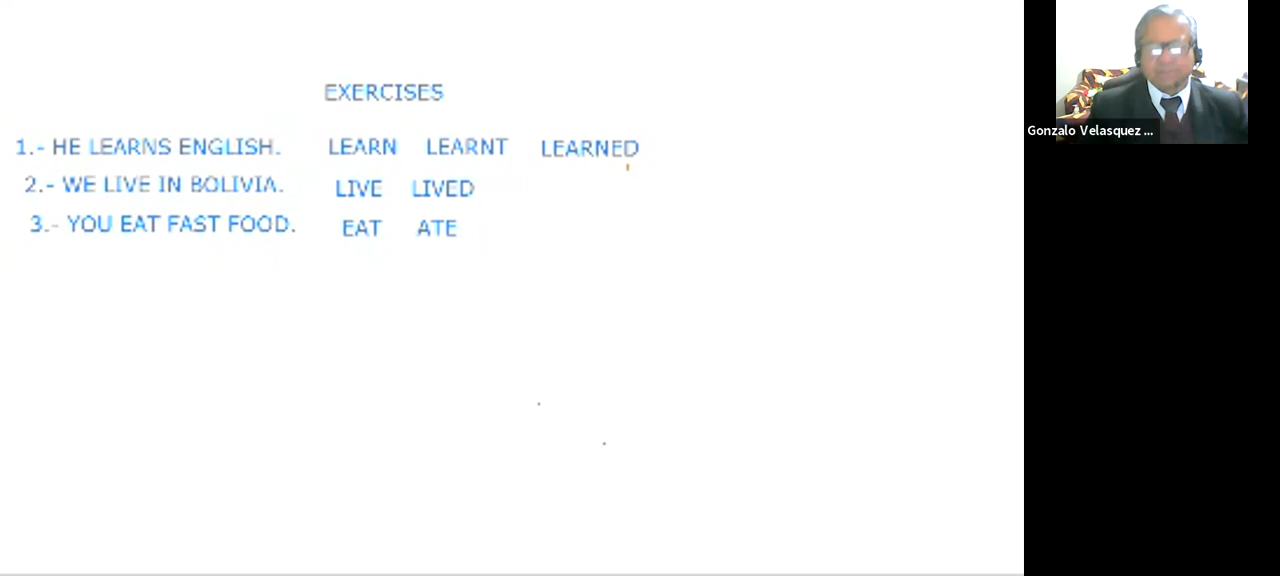 EXERCISES
1.- HE LEARNS ENGLISH. LEARN LEARNT LEARNED
2.- WE LIVE IN BOLIVIA. LIVE LIVED
3.- YOU EAT FAST FOOD. EAT ATE
Gonzalo Velasquez ...